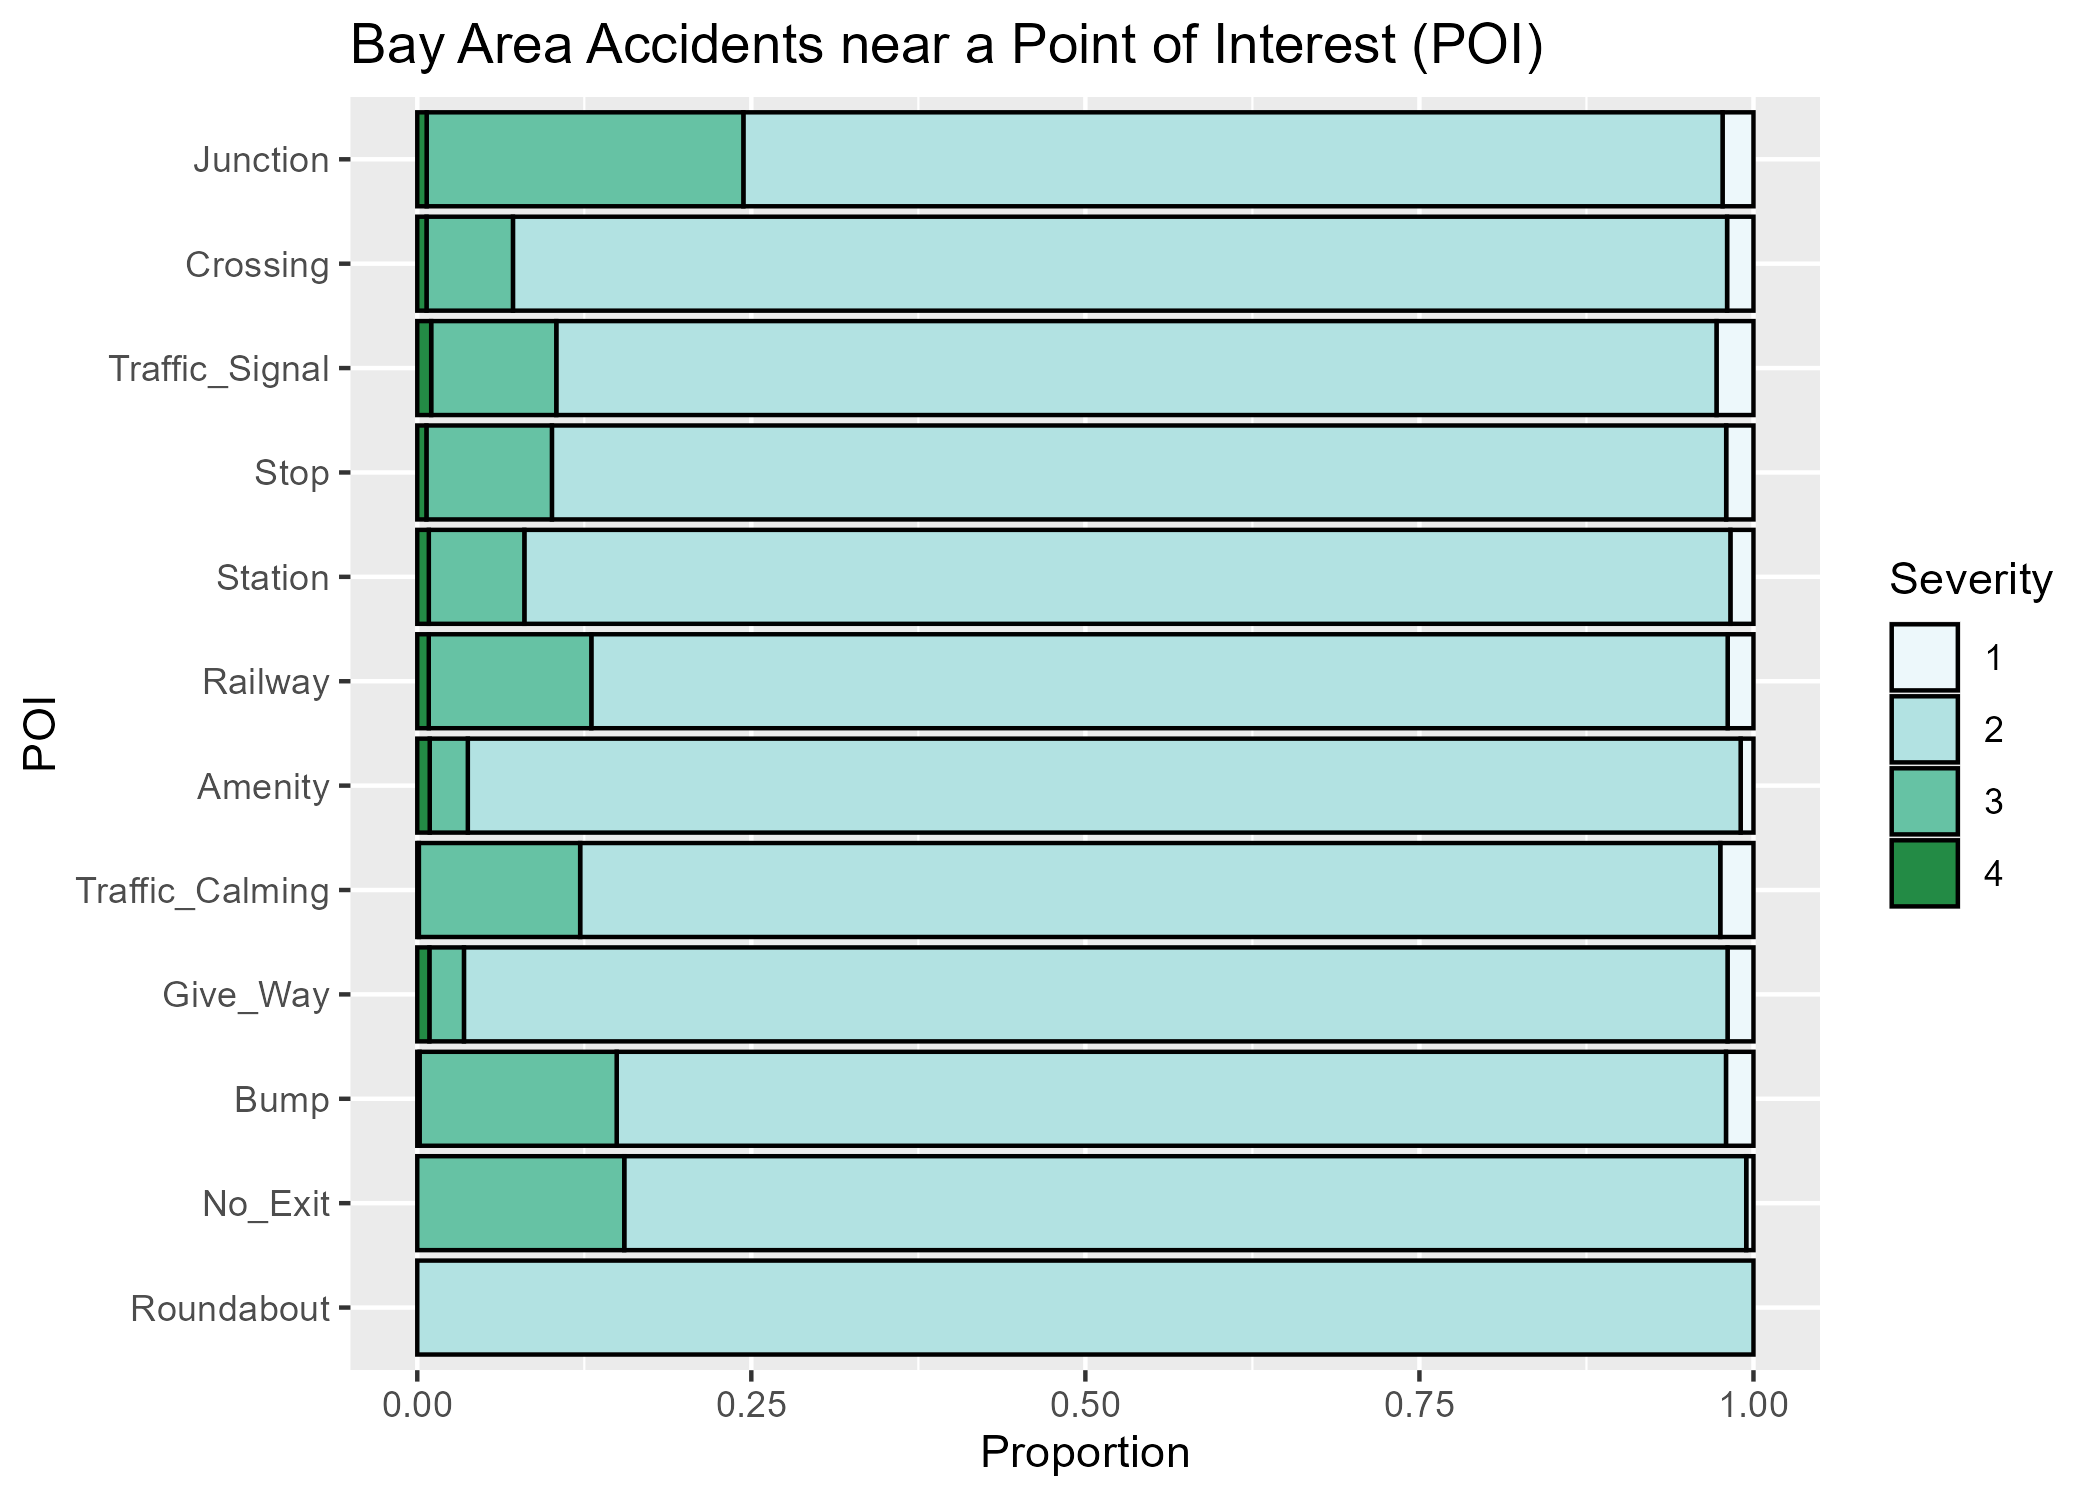 Bay Area Accidents near a Point of Interest (POI)
Junction
Crossing
Traffic_Signal
Stop
Station
Railway
Amenity
Traffic_Calming
Give_Way
Bump
No_Exit
Roundabout
POI
0.00 0.25 0.50 0.75 1.00
Proportion
Severity
1
2
3
4